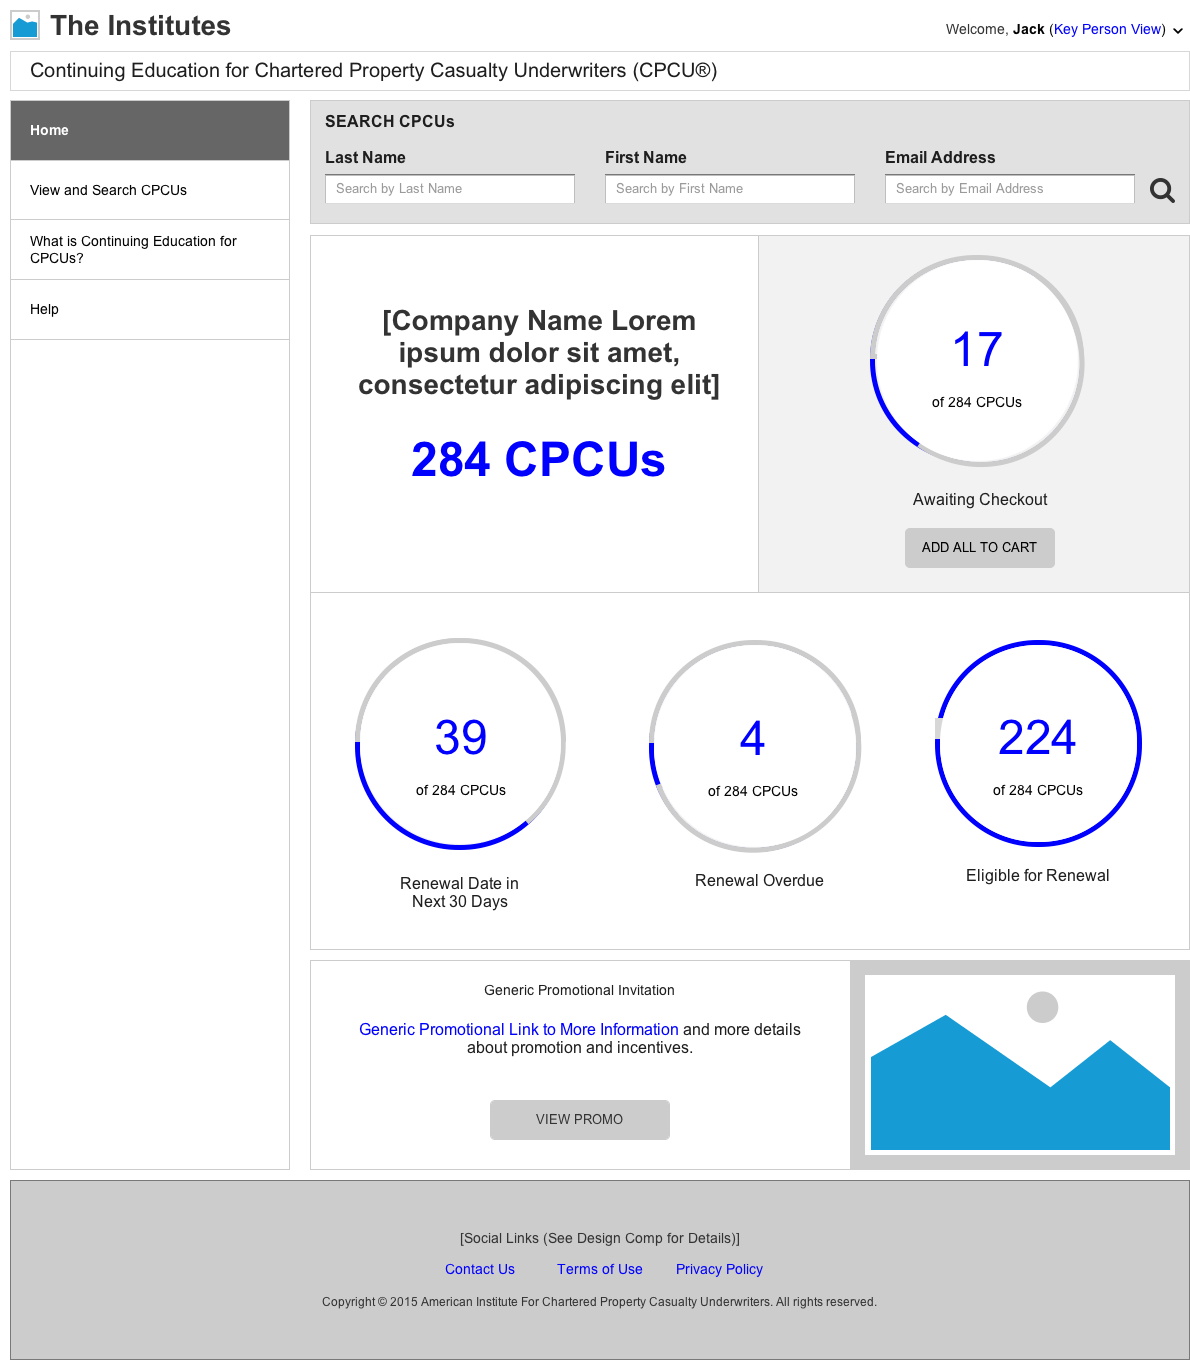 The Institutes
Welcome, Jack (Key Person View)
Continuing Education for Chartered Property Casualty Underwriters (CPCU®)
Home
View and Search CPCUs
What is Continuing Education for
CPCUs?
Help
SEARCH CPCUs
Last Name
First Name
Email Address
Search by Last Name
Search by First Name
Search by Email Address
[Company Name Lorem
ipsum dolor sit amet,
consectetur adipiscing elit]
284 CPCUs
17
of 284 CPCUs
Awaiting Checkout
ADD ALL TO CART
39
of 284 CPCUs
Renewal Date in
Next 30 Days
4
of 284 CPCUs
Renewal Overdue
224
of 284 CPCUs
Eligible for Renewal
Generic Promotional Invitation
Generic Promotional Link to More Information and more details
about promotion and incentives.
VIEW PROMO
[Social Links (See Design Comp for Details)]
Contact Us
Terms of Use
Privacy Policy
Copyright © 2015 American Institute For Chartered Property Casualty Underwriters. All rights reserved.